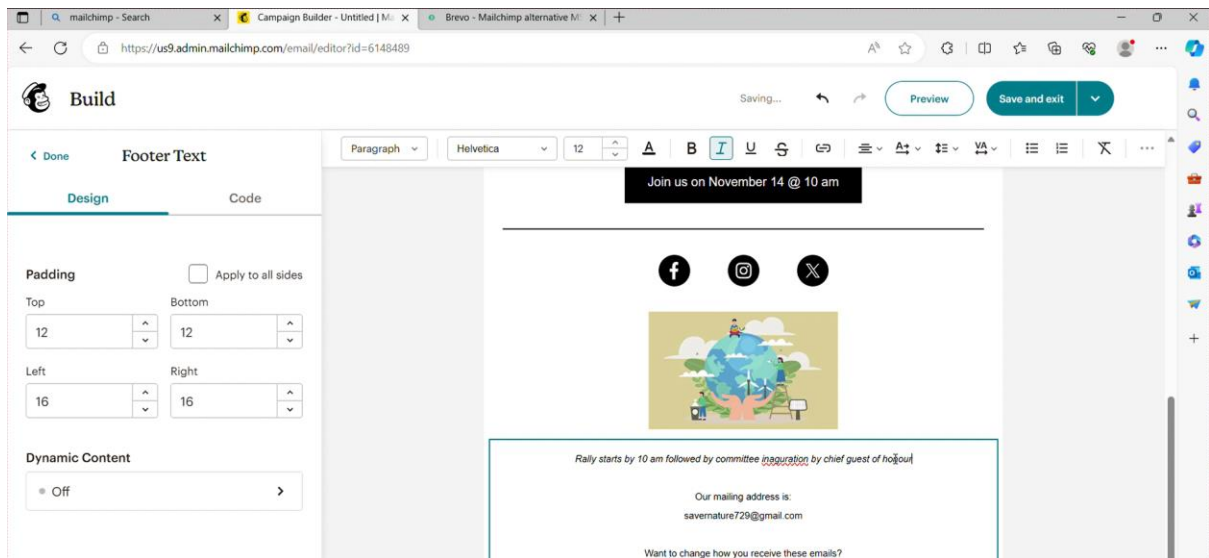 mailchimp - Search
Campaign Builder - Untitled | Ma
Brevo - Mailchimp alternative M
https://us9.admin.mailchimp.com/email/editor?id=6148489
Build
Saving...
Preview
Save and exit
Done
Footer Text
Paragraph
Helvetica
12
A
B
I
U
S
Design
Code
Join us on November 14 @ 10 am
Padding
Apply to all sides
Top
Bottom
12
12
Left
Right
16
16
Rally starts by 10 am followed by committee inaguration by chief guest of honour
Dynamic Content
Off
Our mailing address is:
savernature729@gmail.com
Want to change how you receive these emails?